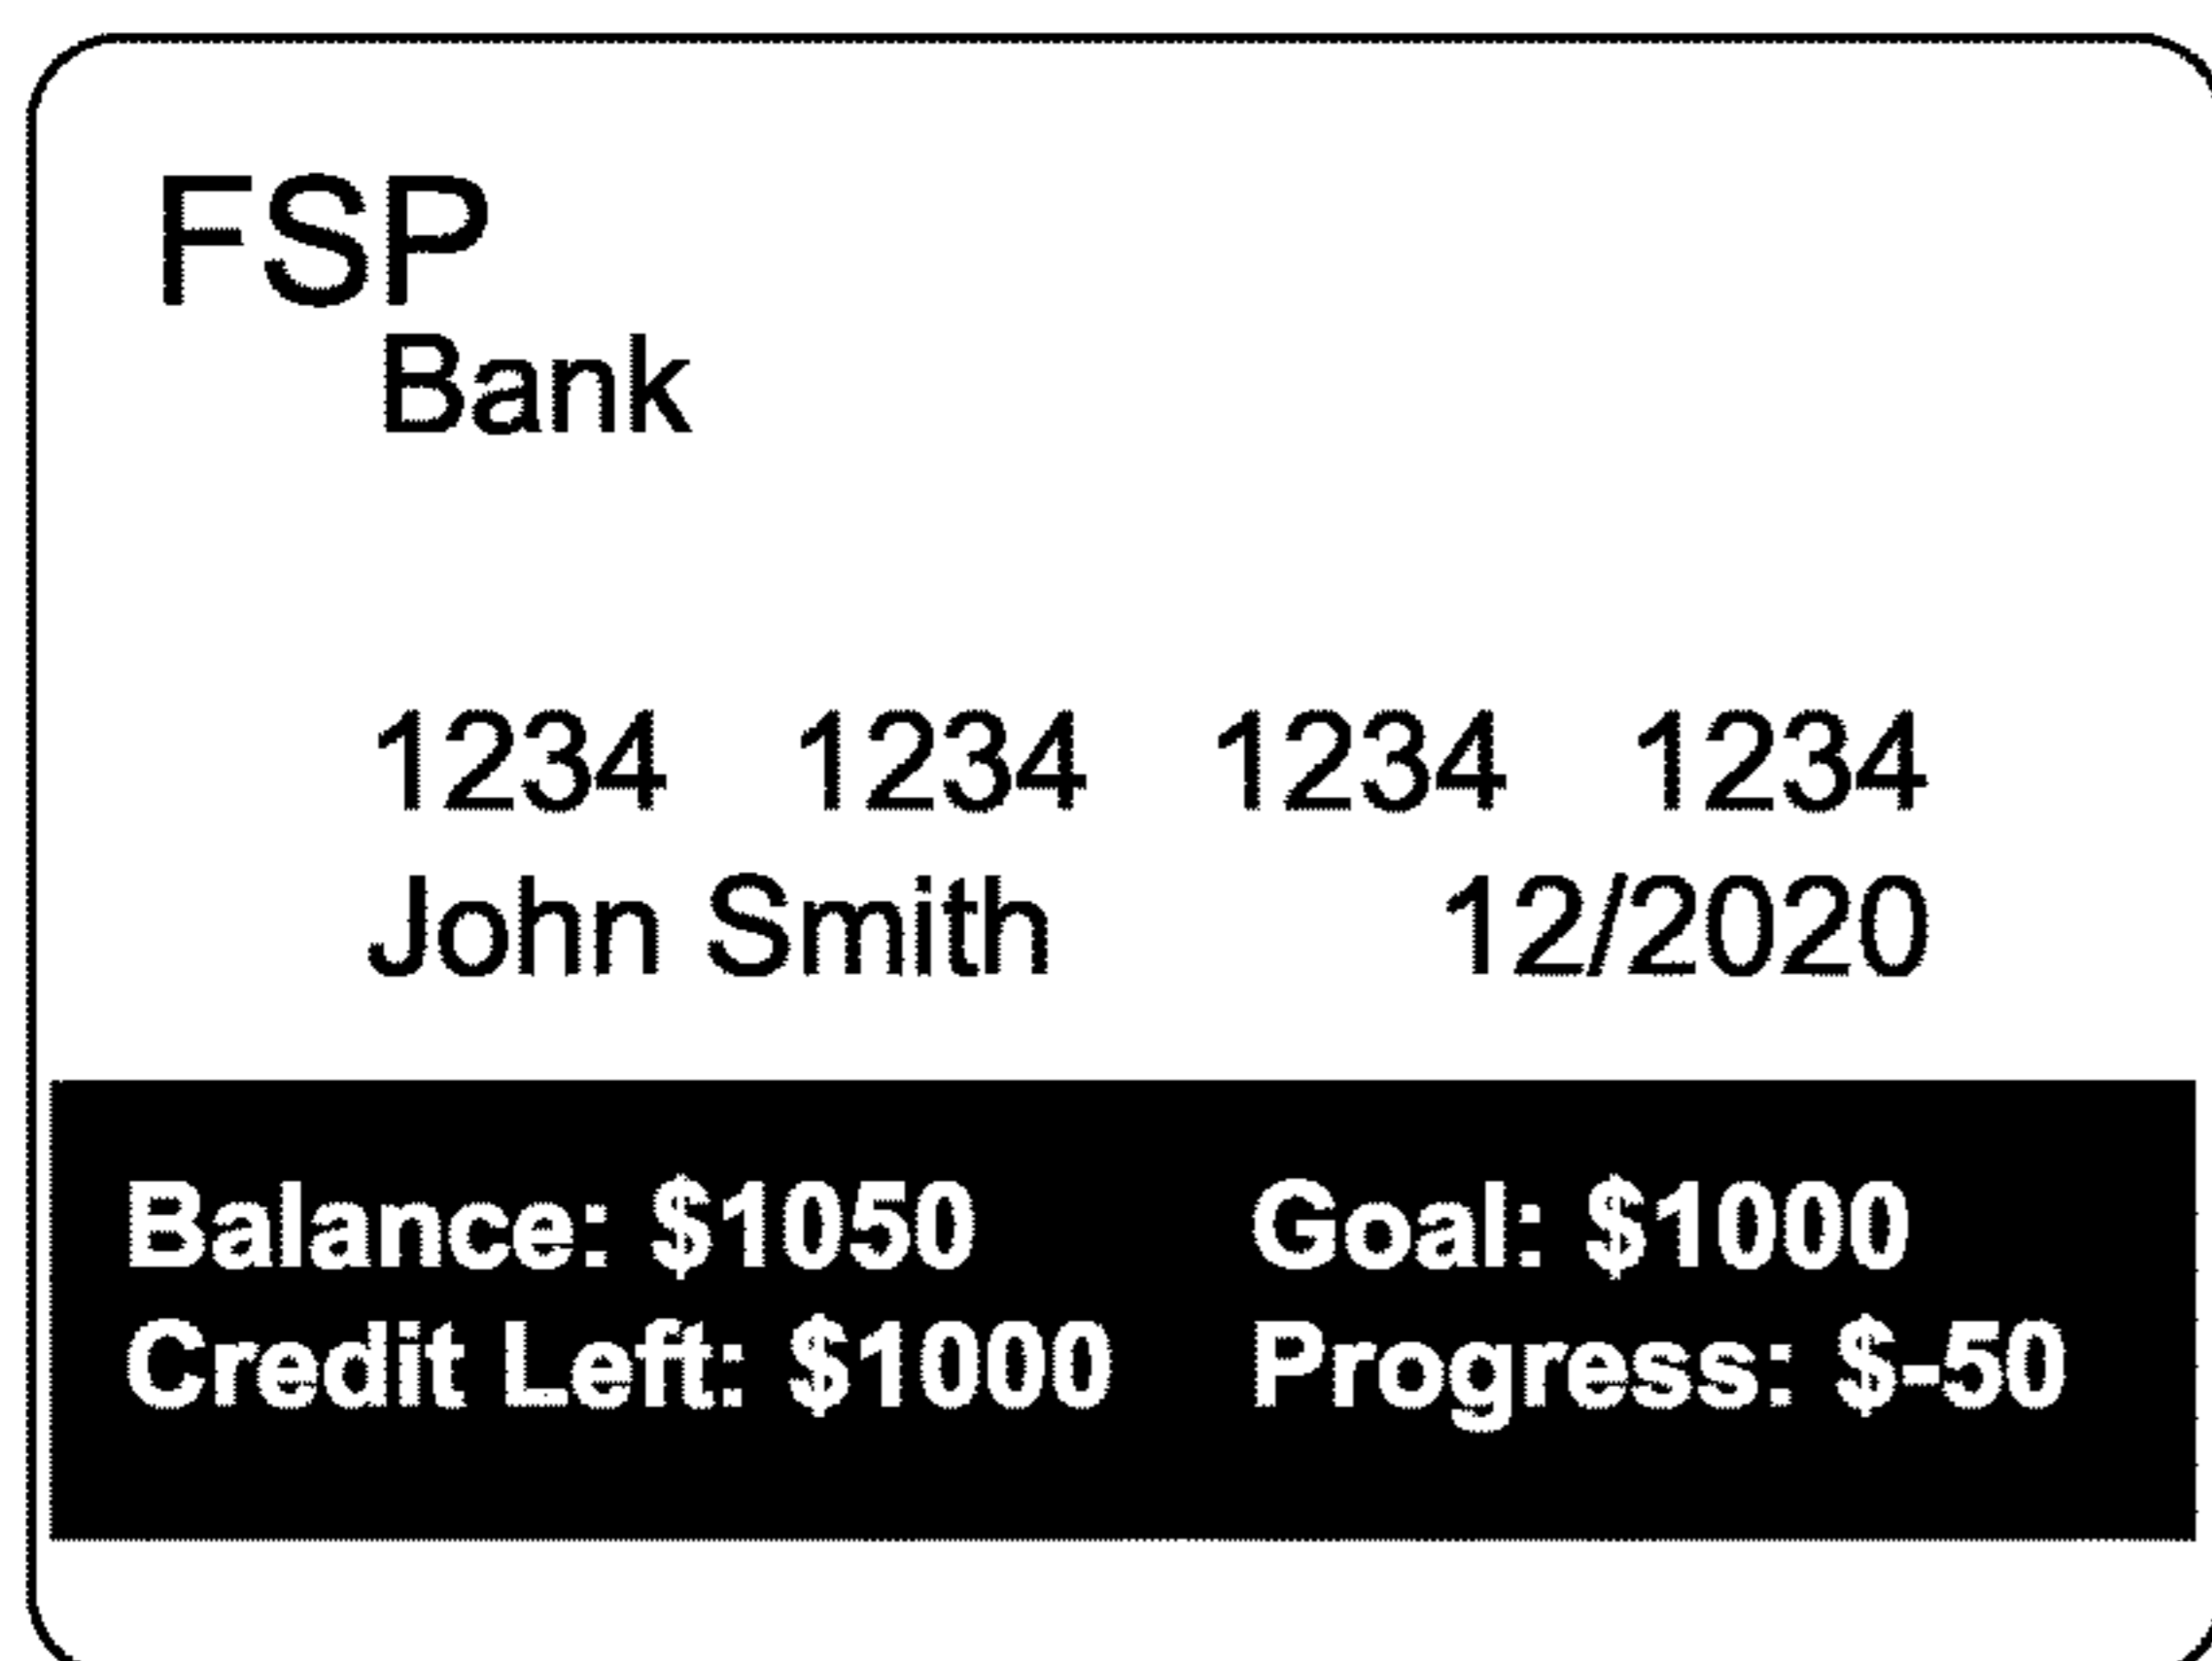 FSP
Bank
1234 1234 1234 1234
John Smith 12/2020
Balance: $1050 Goal: $1000
Credit Left: $1000 Progress: $-50